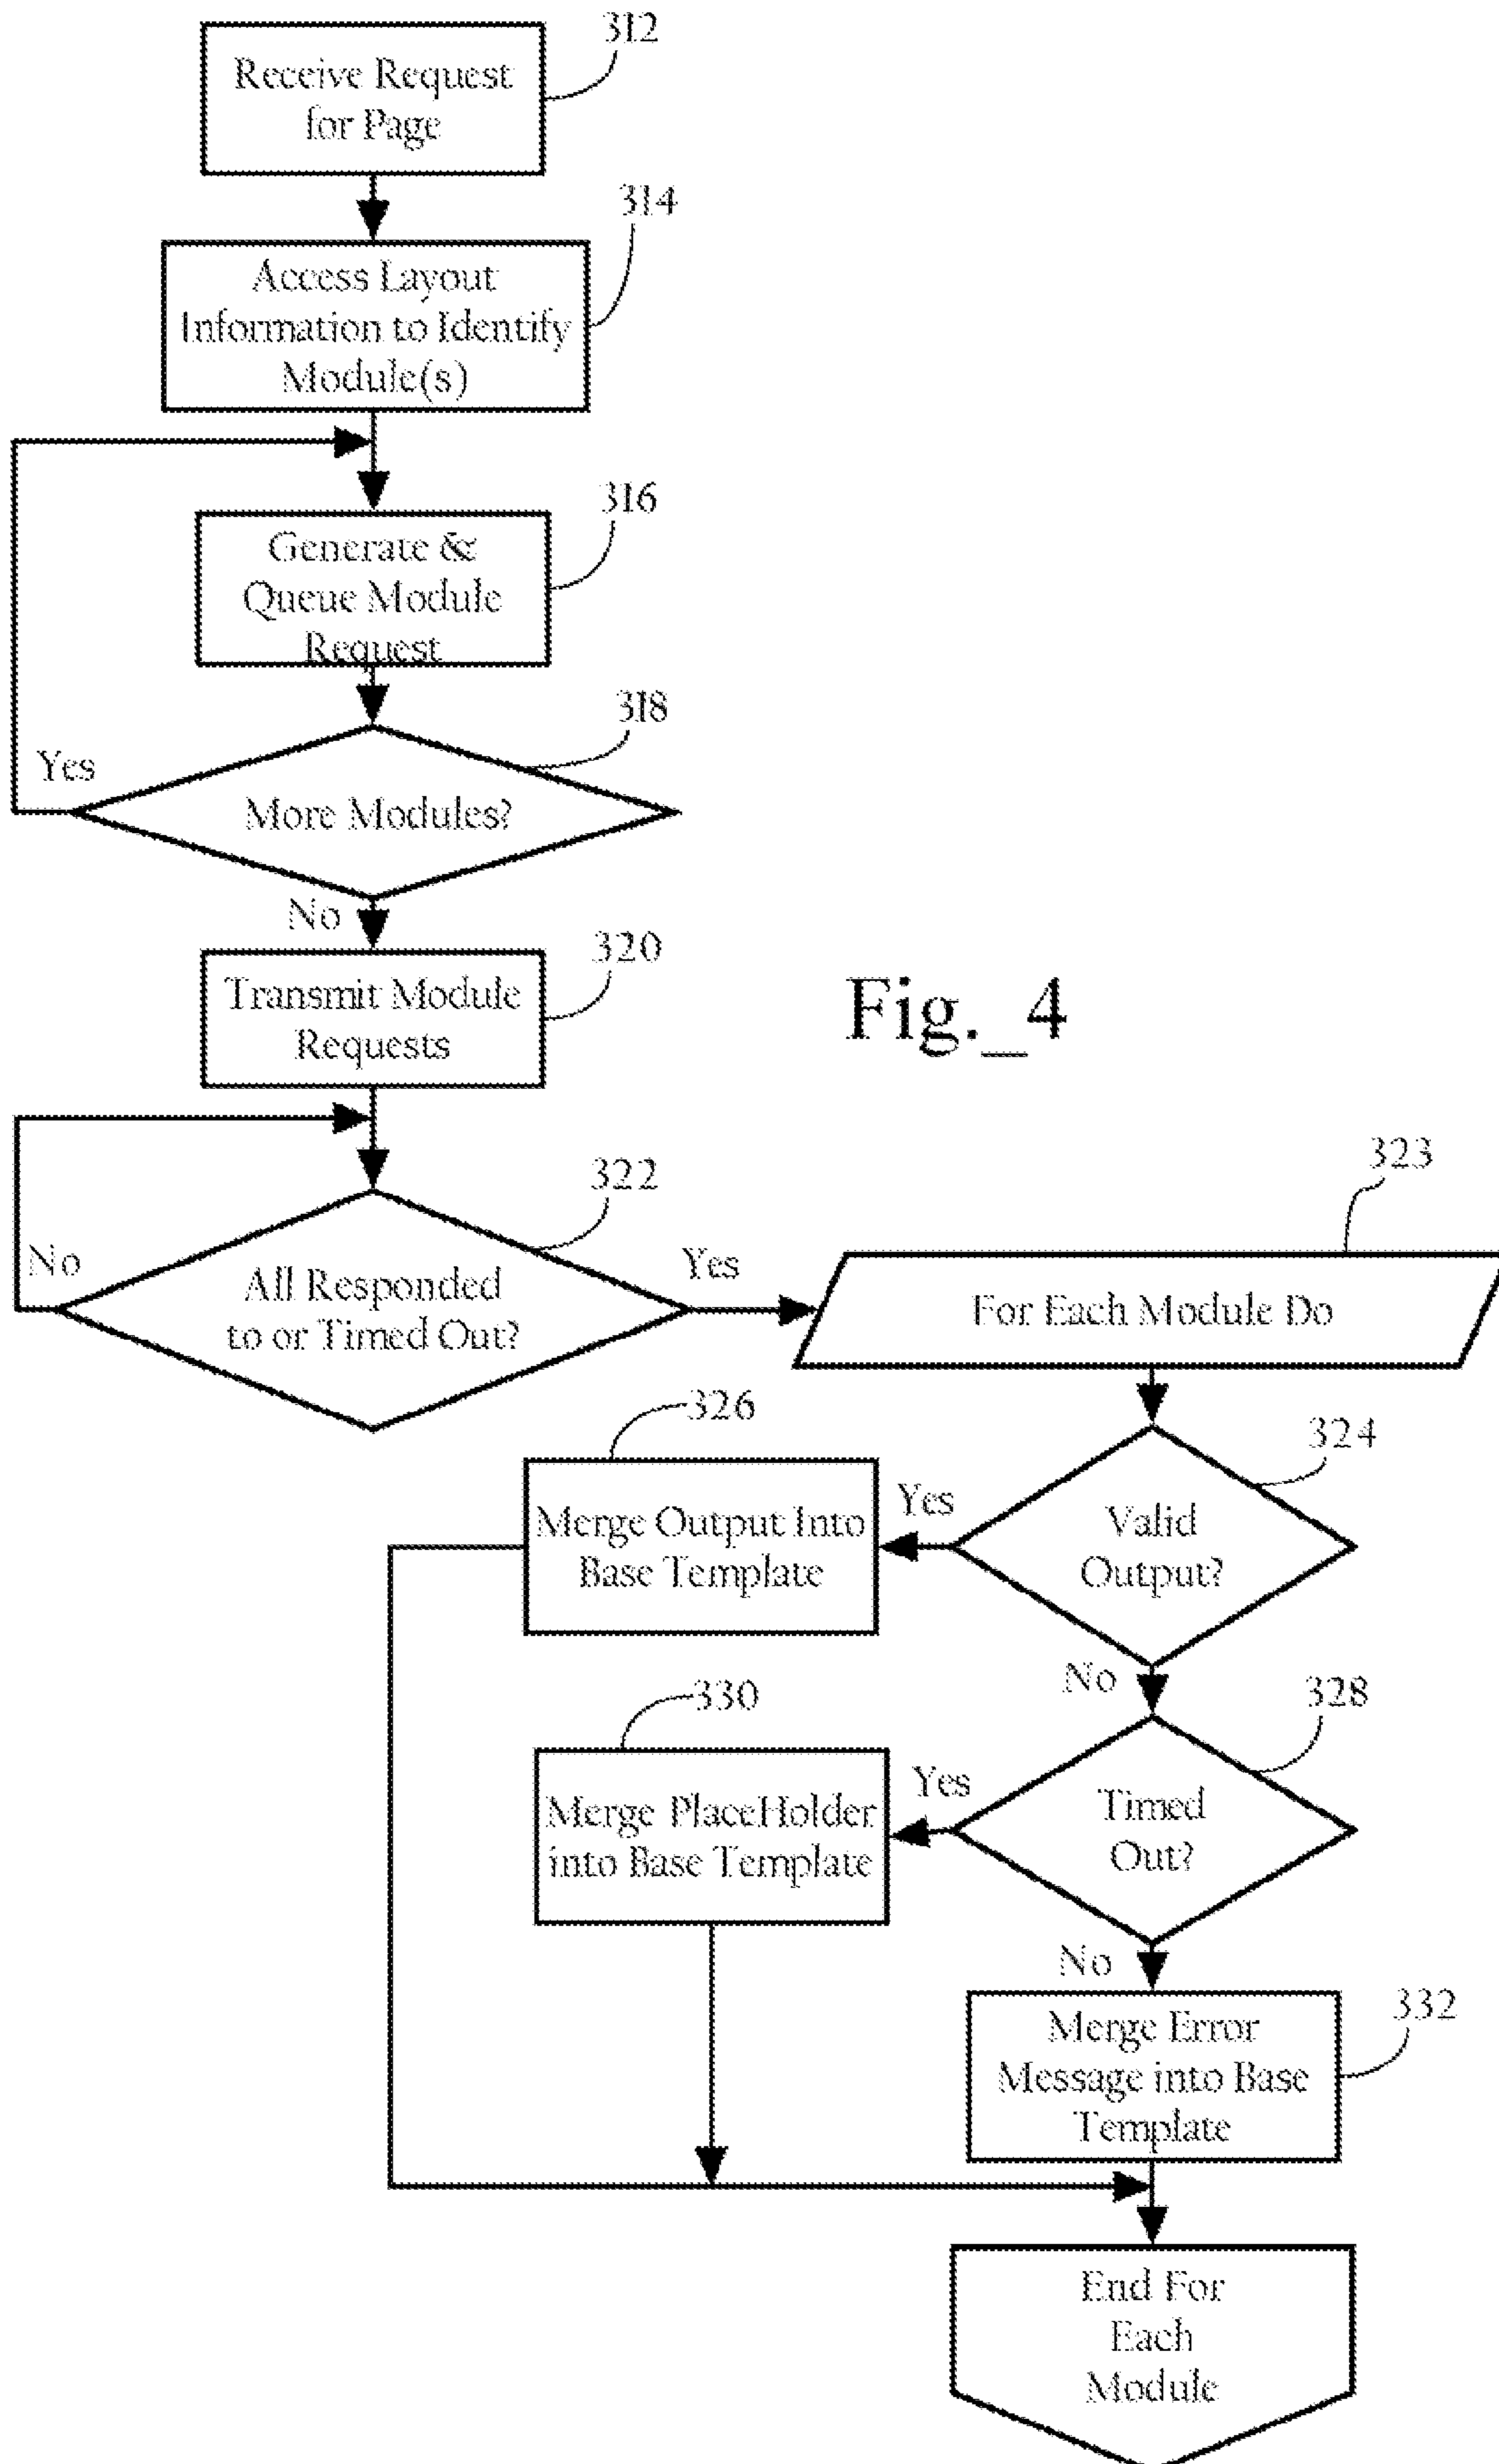 312
Receive Request
for Page
314
Access Layout
Information to Identify
Module(s)
316
Generate &
Queue Module
Request
318
Yes
More Modules?
No
320
Transmit Module
Requests
Fig._4
322
No
All Responded
to or Timed Out?
Yes
323
For Each Module Do
326
Merge Output Into
Base Template
Yes
324
Valid
Output?
No
330
Merge PlaceHolder
into Base Template
Yes
328
Timed
Out?
No
332
Merge Error
Message into Base
Template
End For
Each
Module